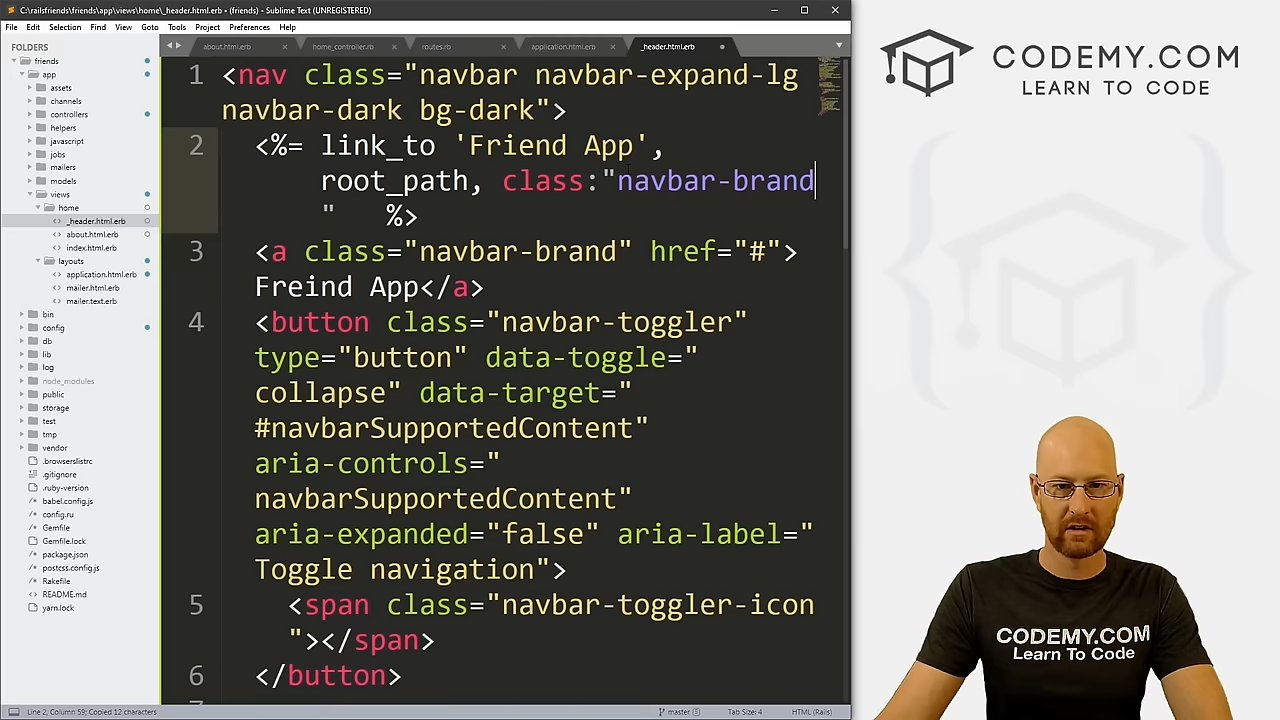 C:\railsfriends\friends\app\views\home\_header.html.erb • (friends) - Sublime Text (UNREGISTERED)
File Edit Selection Find View Goto Tools Project Preferences Help
FOLDERS
friends
app
assets
channels
controllers
helpers
javascript
jobs
mailers
models
views
home
_header.html.erb
about.html.erb
index.html.erb
layouts
application.html.erb
mailer.html.erb
mailer.text.erb
bin
config
db
lib
log
node_modules
public
storage
test
tmp
vendor
.browserslistrc
.gitignore
.ruby-version
babel.config.js
config.ru
Gemfile
Gemfile.lock
package.json
postcss.config.js
Rakefile
README.md
yarn.lock
about.html.erb home_controller.rb routes.rb application.html.erb _header.html.erb
1 <nav class="navbar navbar-expand-lg
navbar-dark bg-dark">
2 <%= link_to 'Friend App',
root_path, class:"navbar-brand
" %>
3 <a class="navbar-brand" href="#">
Freind App</a>
4 <button class="navbar-toggler"
type="button" data-toggle="
collapse" data-target="
#navbarSupportedContent"
aria-controls="
navbarSupportedContent"
aria-expanded="false" aria-label="
Toggle navigation">
5 <span class="navbar-toggler-icon
"></span>
6 </button>
7
Line 2, Column 59; Copied 12 characters
master 5 Tab Size: 4 HTML (Rails)
CODEMY.COM
LEARN TO CODE
CODEMY.COM
Learn To Code